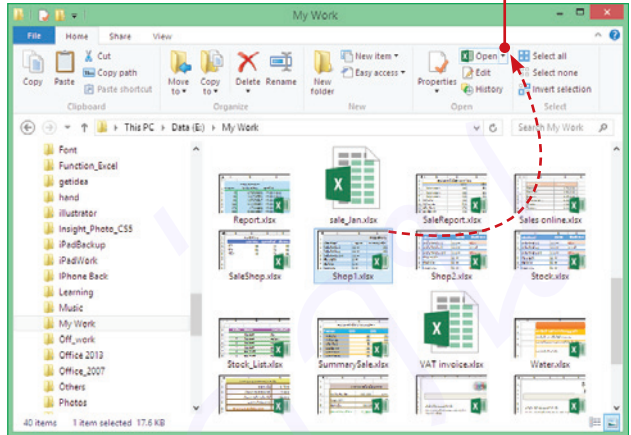 My Work
File Home Share View
Copy
Paste
Cut
Copy path
Paste shortcut
Clipboard
Move to
Copy to
Delete
Rename
Organize
New folder
New item
Easy access
New
Properties
Open
Edit
History
Open
Select all
Select none
Invert selection
Select
This PC Data (E:) My Work
Search My Work
Font
Function_Excel
getidea
hand
illustrator
Insight_Photo_CS5
iPadBackup
iPadWork
IPhone Back
Learning
Music
My Work
Off_work
Office 2013
Office_2007
Others
Photos
Report.xlsx
sale_Jan.xlsx
SaleReport.xlsx
Sales online.xlsx
SaleShop.xlsx
Shop1.xlsx
Shop2.xlsx
Stock.xlsx
Stock_List.xlsx
SummarySale.xlsx
VAT invoice.xlsx
Water.xlsx
40 items 1 item selected 17.6 KB